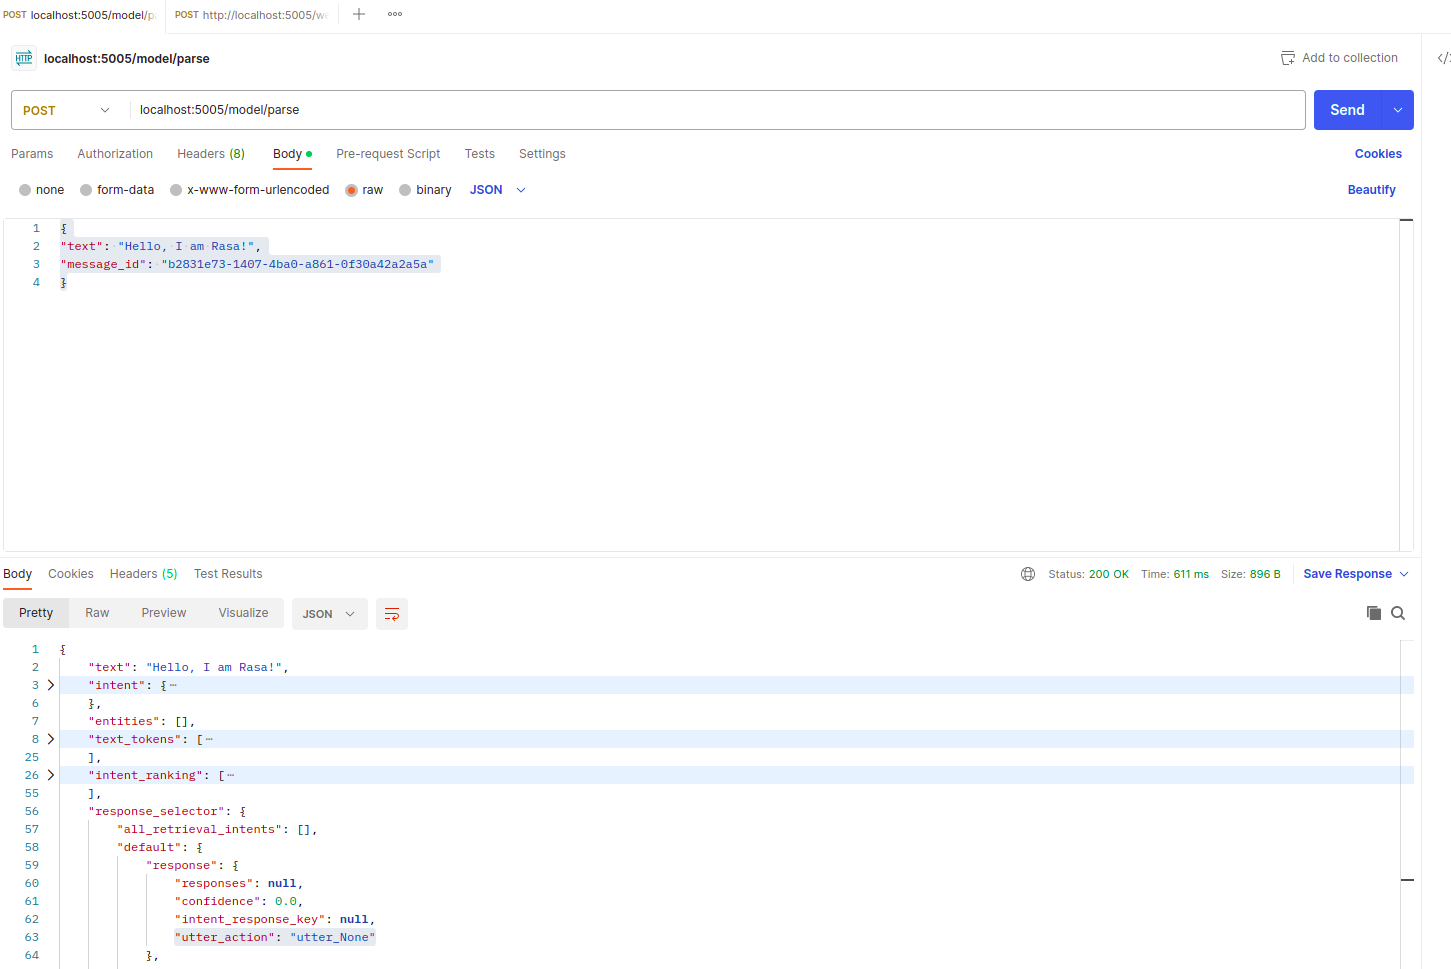 POST localhost:5005/model/p POST http://localhost:5005/we
HTTP localhost:5005/model/parse Add to collection </>
POST localhost:5005/model/parse Send
Params Authorization Headers (8) Body Pre-request Script Tests Settings Cookies
none form-data x-www-form-urlencoded raw binary JSON Beautify
1 {
2 "text": "Hello, I am Rasa!",
3 "message_id": "b2831e73-1407-4ba0-a861-0f30a42a2a5a"
4 }
Body Cookies Headers (5) Test Results Status: 200 OK Time: 611 ms Size: 896 B Save Response
Pretty Raw Preview Visualize JSON
1 {
2 "text": "Hello, I am Rasa!",
3 "intent": {⋯
6 },
7 "entities": [],
8 "text_tokens": [⋯
25 ],
26 "intent_ranking": [⋯
55 ],
56 "response_selector": {
57 "all_retrieval_intents": [],
58 "default": {
59 "response": {
60 "responses": null,
61 "confidence": 0.0,
62 "intent_response_key": null,
63 "utter_action": "utter_None"
64 },